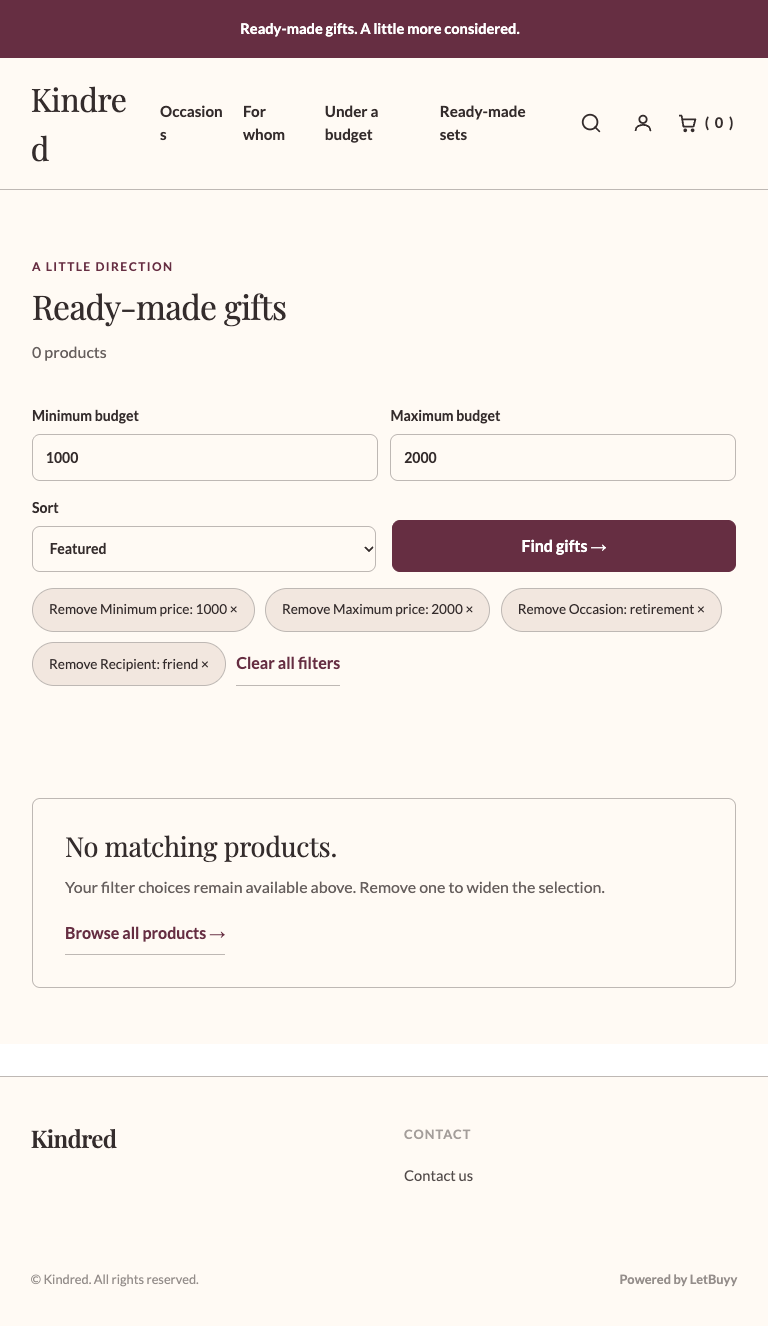 Ready-made gifts. A little more considered.
Kindre
d
Occasion
s
For
whom
Under a
budget
Ready-made
sets
( 0 )
A LITTLE DIRECTION
Ready-made gifts
0 products
Minimum budget
Maximum budget
1000
2000
Sort
Featured
Find gifts →
Remove Minimum price: 1000 ×
Remove Maximum price: 2000 ×
Remove Occasion: retirement ×
Remove Recipient: friend ×
Clear all filters
No matching products.
Your filter choices remain available above. Remove one to widen the selection.
Browse all products →
Kindred
CONTACT
Contact us
© Kindred. All rights reserved.
Powered by LetBuyy